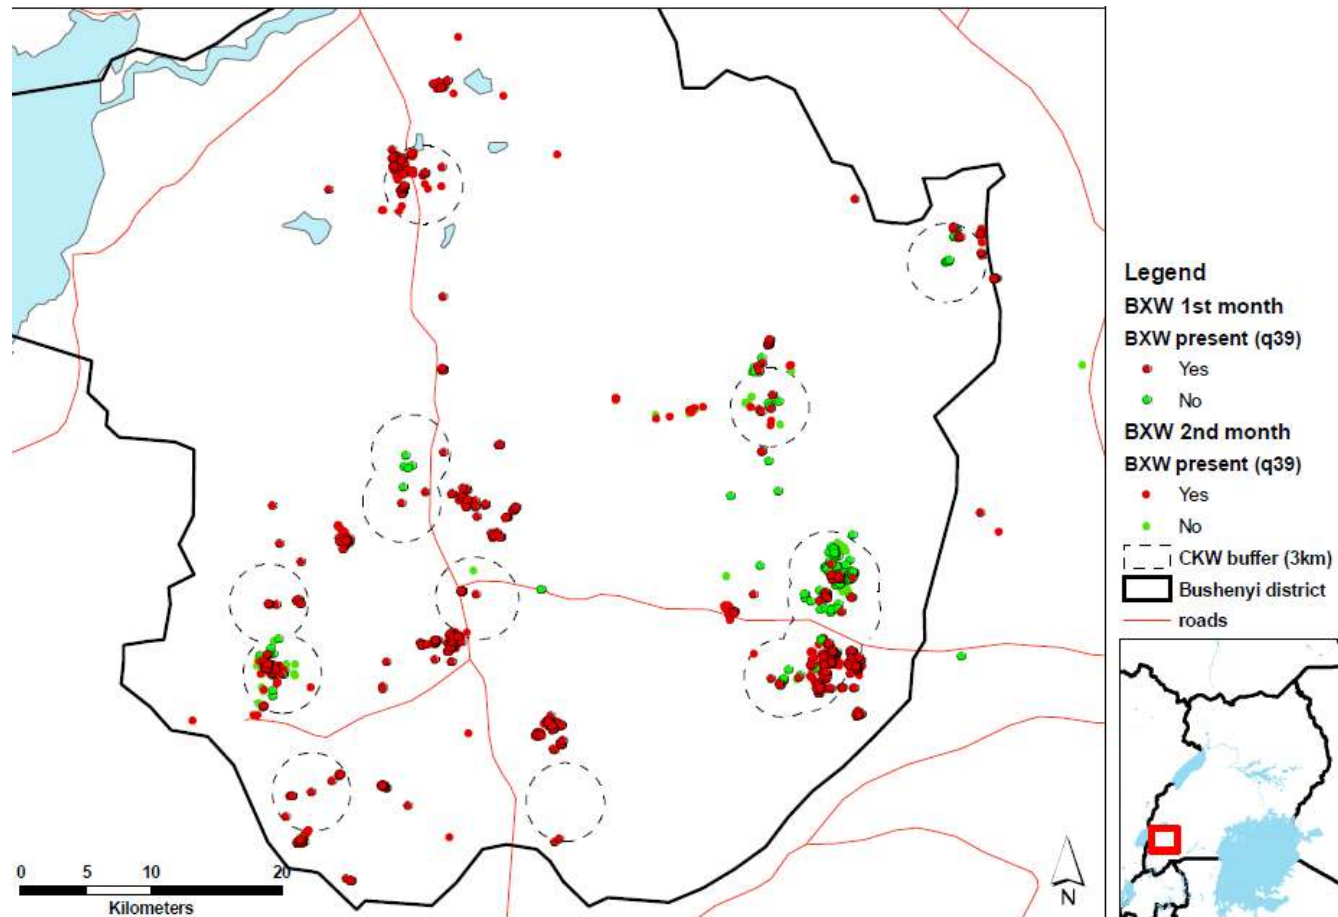 Legend
BXW 1st month
BXW present (q39)
Yes
No
BXW 2nd month
BXW present (q39)
Yes
No
CKW buffer (3km)
Bushenyi district
roads
0 5 10 20
Kilometers
N